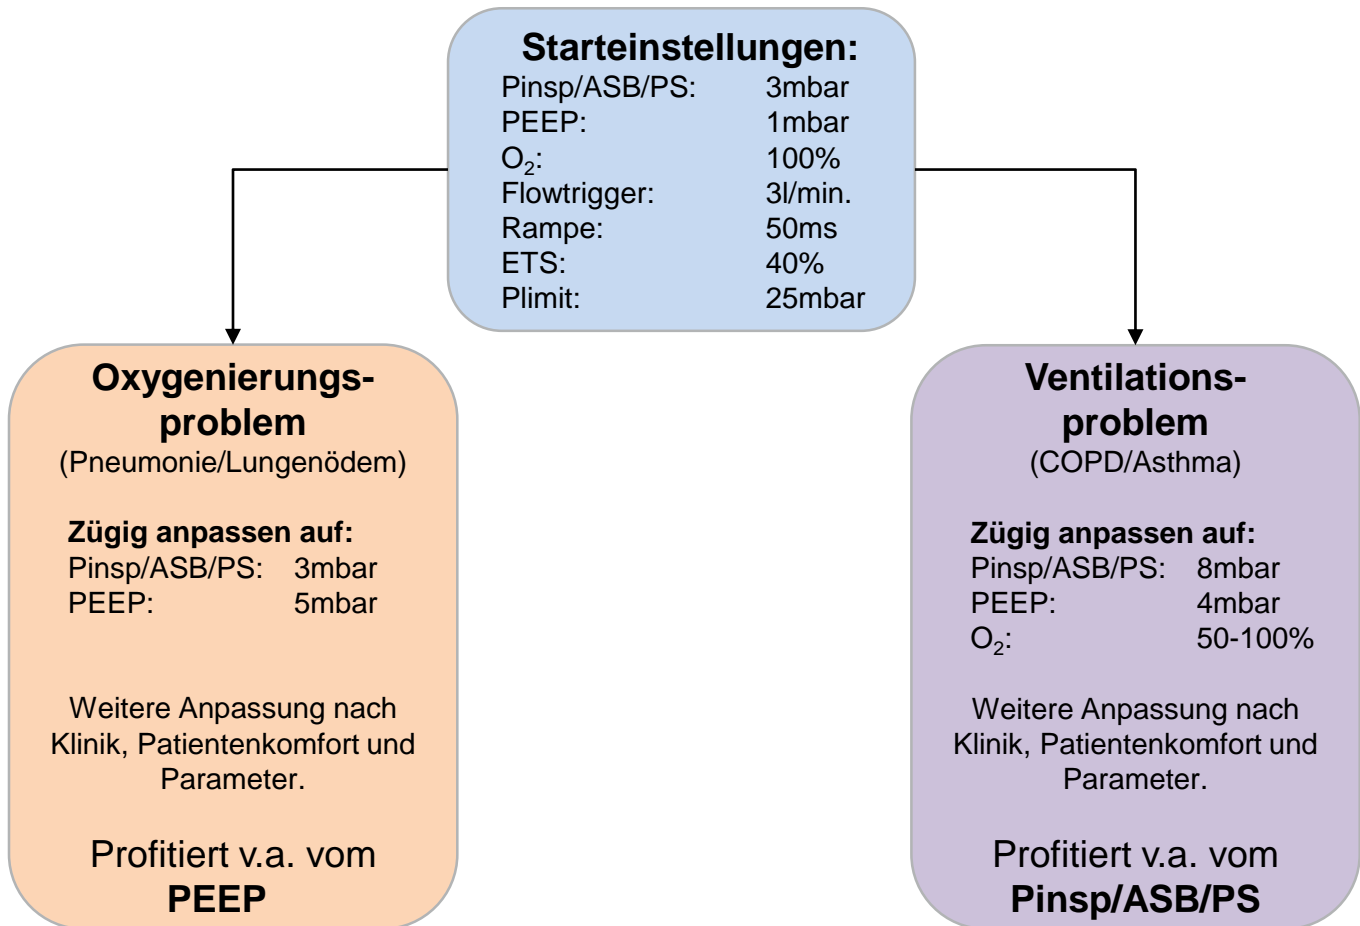 Starteinstellungen:
Pinsp/ASB/PS: 3mbar
PEEP: 1mbar
O₂: 100%
Flowtrigger: 3l/min.
Rampe: 50ms
ETS: 40%
Plimit: 25mbar
Oxygenierungs-
problem
(Pneumonie/Lungenödem)
Zügig anpassen auf:
Pinsp/ASB/PS: 3mbar
PEEP: 5mbar
Weitere Anpassung nach
Klinik, Patientenkomfort und
Parameter.
Profitiert v.a. vom
PEEP
Ventilations-
problem
(COPD/Asthma)
Zügig anpassen auf:
Pinsp/ASB/PS: 8mbar
PEEP: 4mbar
O₂: 50-100%
Weitere Anpassung nach
Klinik, Patientenkomfort und
Parameter.
Profitiert v.a. vom
Pinsp/ASB/PS